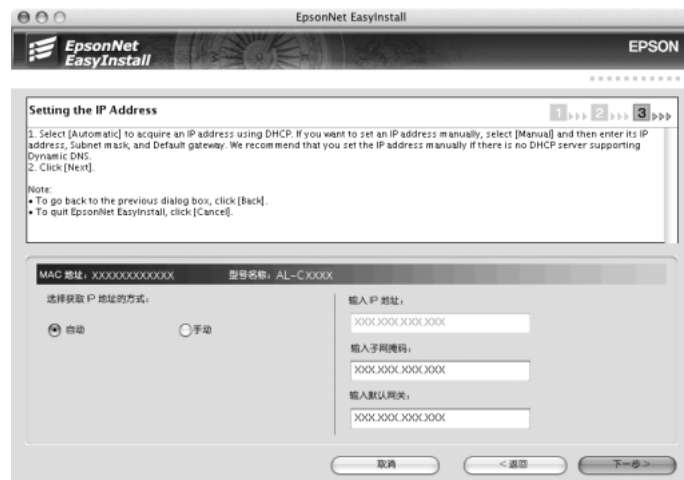 EpsonNet EasyInstall
EpsonNet
EasyInstall
EPSON
Setting the IP Address
1 2 3
1. Select [Automatic] to acquire an IP address using DHCP. If you want to set an IP address manually, select [Manual] and then enter its IP
address, Subnet mask, and Default gateway. We recommend that you set the IP address manually if there is no DHCP server supporting
Dynamic DNS.
2. Click [Next].
Note:
• To go back to the previous dialog box, click [Back].
• To quit EpsonNet EasyInstall, click [Cancel].
MAC 地址: XXXXXXXXXXXX 型号名称: AL-CXXXX
选择获取 IP 地址的方式:
自动 手动
输入 IP 地址:
XXX.XXX.XXX.XXX
输入子网掩码:
XXX.XXX.XXX.XXX
输入默认网关:
XXX.XXX.XXX.XXX
取消 <返回 下一步>